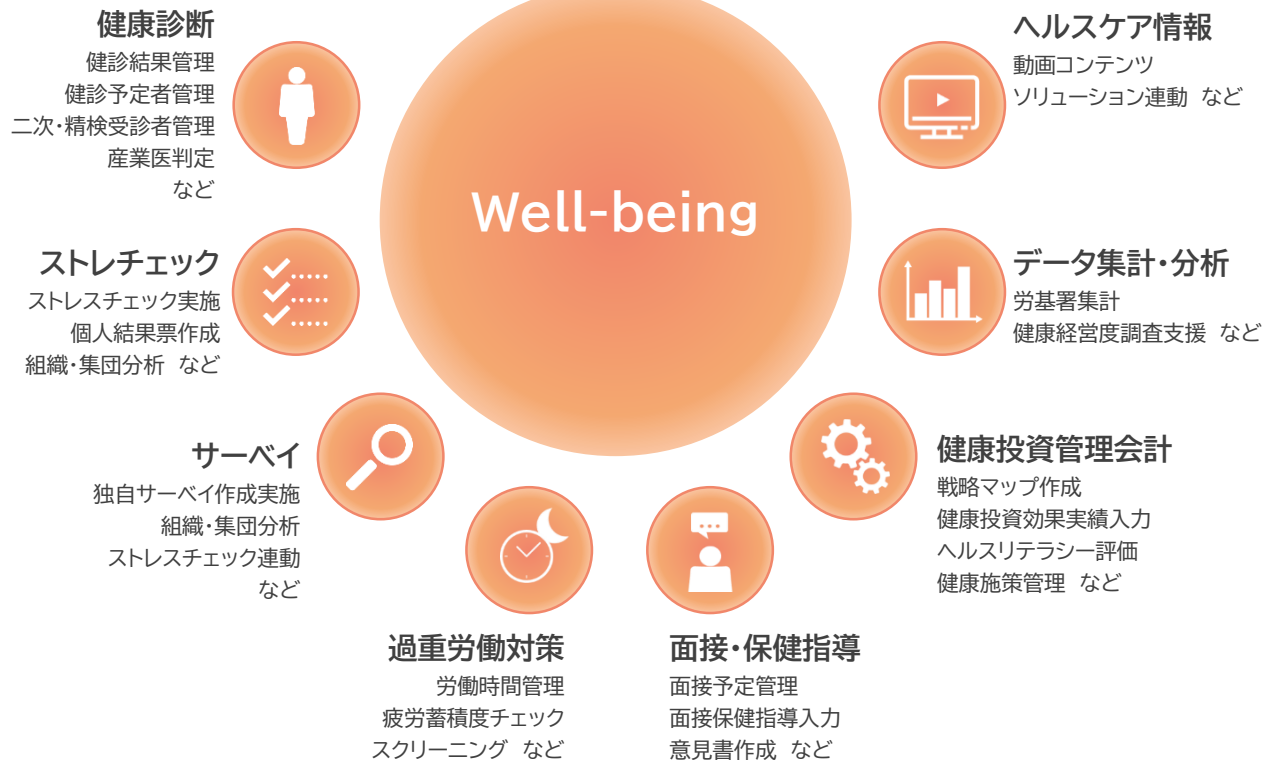 健康診断
健診結果管理
健診予定者管理
二次・精検受診者管理
産業医判定
など
ストレチェック
ストレスチェック実施
個人結果票作成
組織・集団分析 など
サーベイ
独自サーベイ作成実施
組織・集団分析
ストレスチェック連動
など
過重労働対策
労働時間管理
疲労蓄積度チェック
スクリーニング など
Well-being
面接・保健指導
面接予定管理
面接保健指導入力
意見書作成 など
健康投資管理会計
戦略マップ作成
健康投資効果実績入力
ヘルスリテラシー評価
健康施策管理 など
データ集計・分析
労基署集計
健康経営度調査支援 など
ヘルスケア情報
動画コンテンツ
ソリューション連動 など